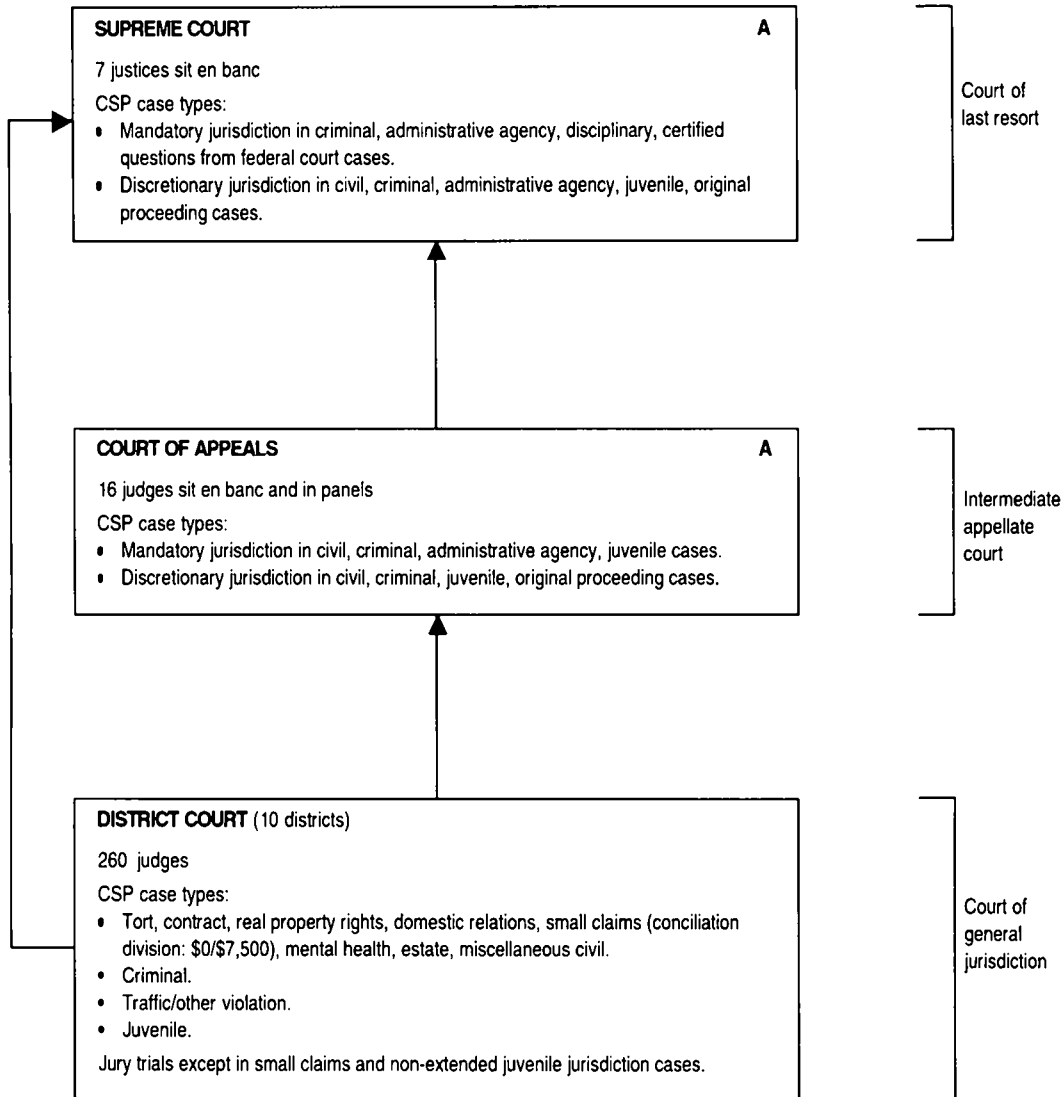 SUPREME COURT A
7 justices sit en banc
CSP case types:
• Mandatory jurisdiction in criminal, administrative agency, disciplinary, certified
questions from federal court cases.
• Discretionary jurisdiction in civil, criminal, administrative agency, juvenile, original
proceeding cases.
Court of
last resort
COURT OF APPEALS A
16 judges sit en banc and in panels
CSP case types:
• Mandatory jurisdiction in civil, criminal, administrative agency, juvenile cases.
• Discretionary jurisdiction in civil, criminal, juvenile, original proceeding cases.
Intermediate
appellate
court
DISTRICT COURT (10 districts)
260 judges
CSP case types:
• Tort, contract, real property rights, domestic relations, small claims (conciliation
division: $0/$7,500), mental health, estate, miscellaneous civil.
• Criminal.
• Traffic/other violation.
• Juvenile.
Jury trials except in small claims and non-extended juvenile jurisdiction cases.
Court of
general
jurisdiction